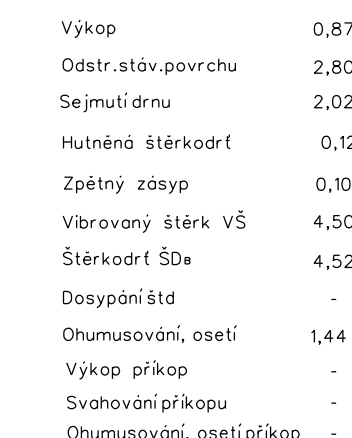 Výkop 0,87
Odstr.stáv.povrchu 2,80
Sejmutí drnu 2,02
Hutněná štěrkodrť 0,12
Zpětný zásyp 0,10
Vibrovaný štěrk VŠ 4,50
Štěrkodrť ŠDB 4,52
Dosypání štd -
Ohumusování, osetí 1,44
Výkop příkop -
Svahování příkopu -
Ohumusování, osetí příkop -